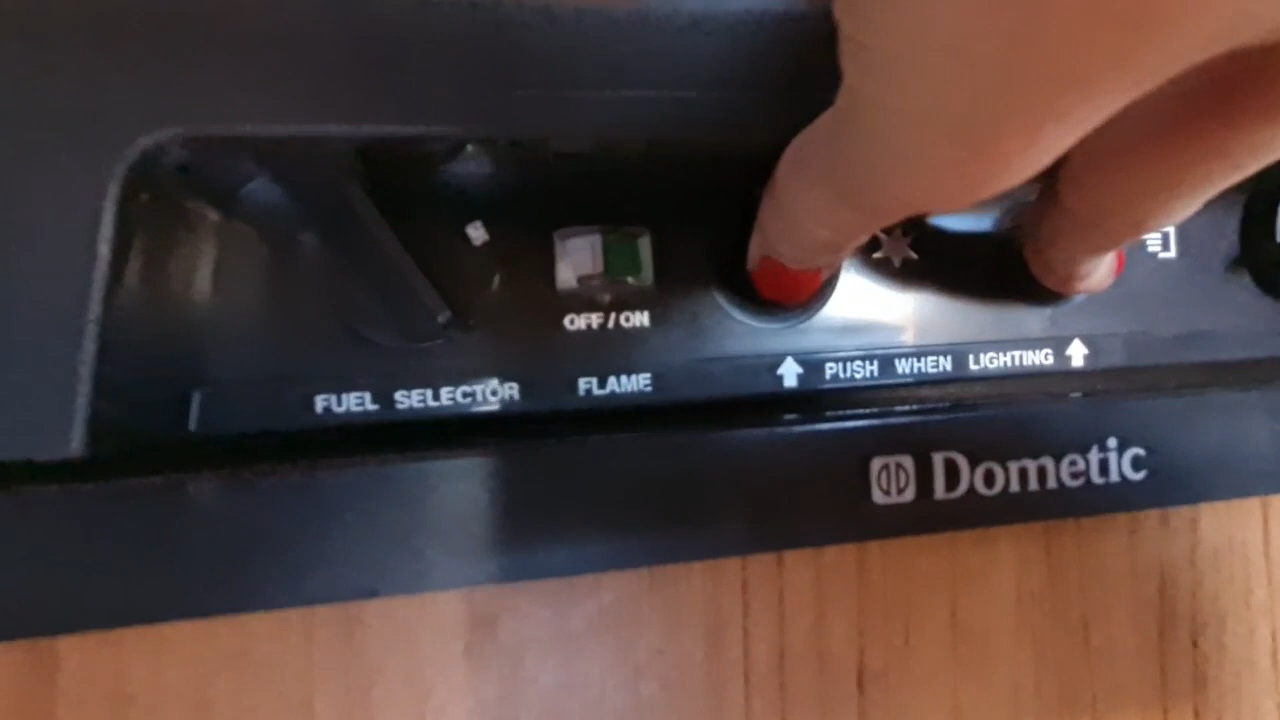 OFF / ON
FUEL SELECTOR
FLAME
PUSH WHEN LIGHTING
Dometic